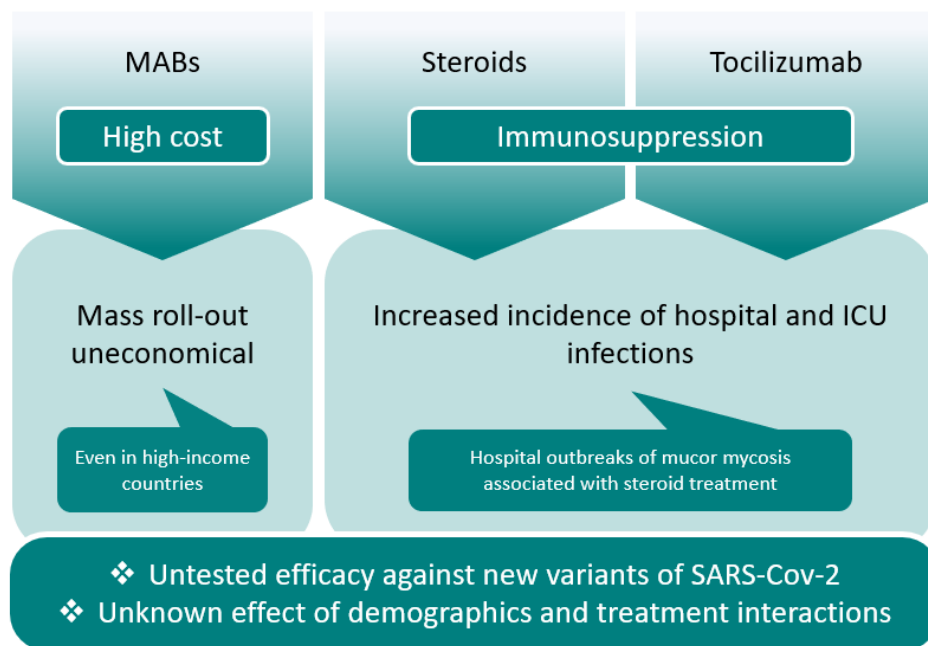 MABs
High cost
Mass roll-out
uneconomical
Even in high-income
countries
Steroids
Tocilizumab
Immunosuppression
Increased incidence of hospital and ICU
infections
Hospital outbreaks of mucor mycosis
associated with steroid treatment
❖ Untested efficacy against new variants of SARS-Cov-2
❖ Unknown effect of demographics and treatment interactions